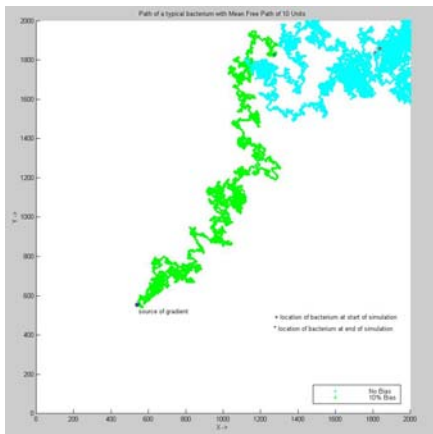 Path of a typical bacterium with Mean Free Path of 10 Units
2000
1800
1600
1400
1200
1000
800
600
400
200
0
Y ->
source of gradient
* location of bacterium at start of simulation
* location of bacterium at end of simulation
No Bias
10% Bias
0 200 400 600 800 1000 1200 1400 1600 1800 2000
X ->